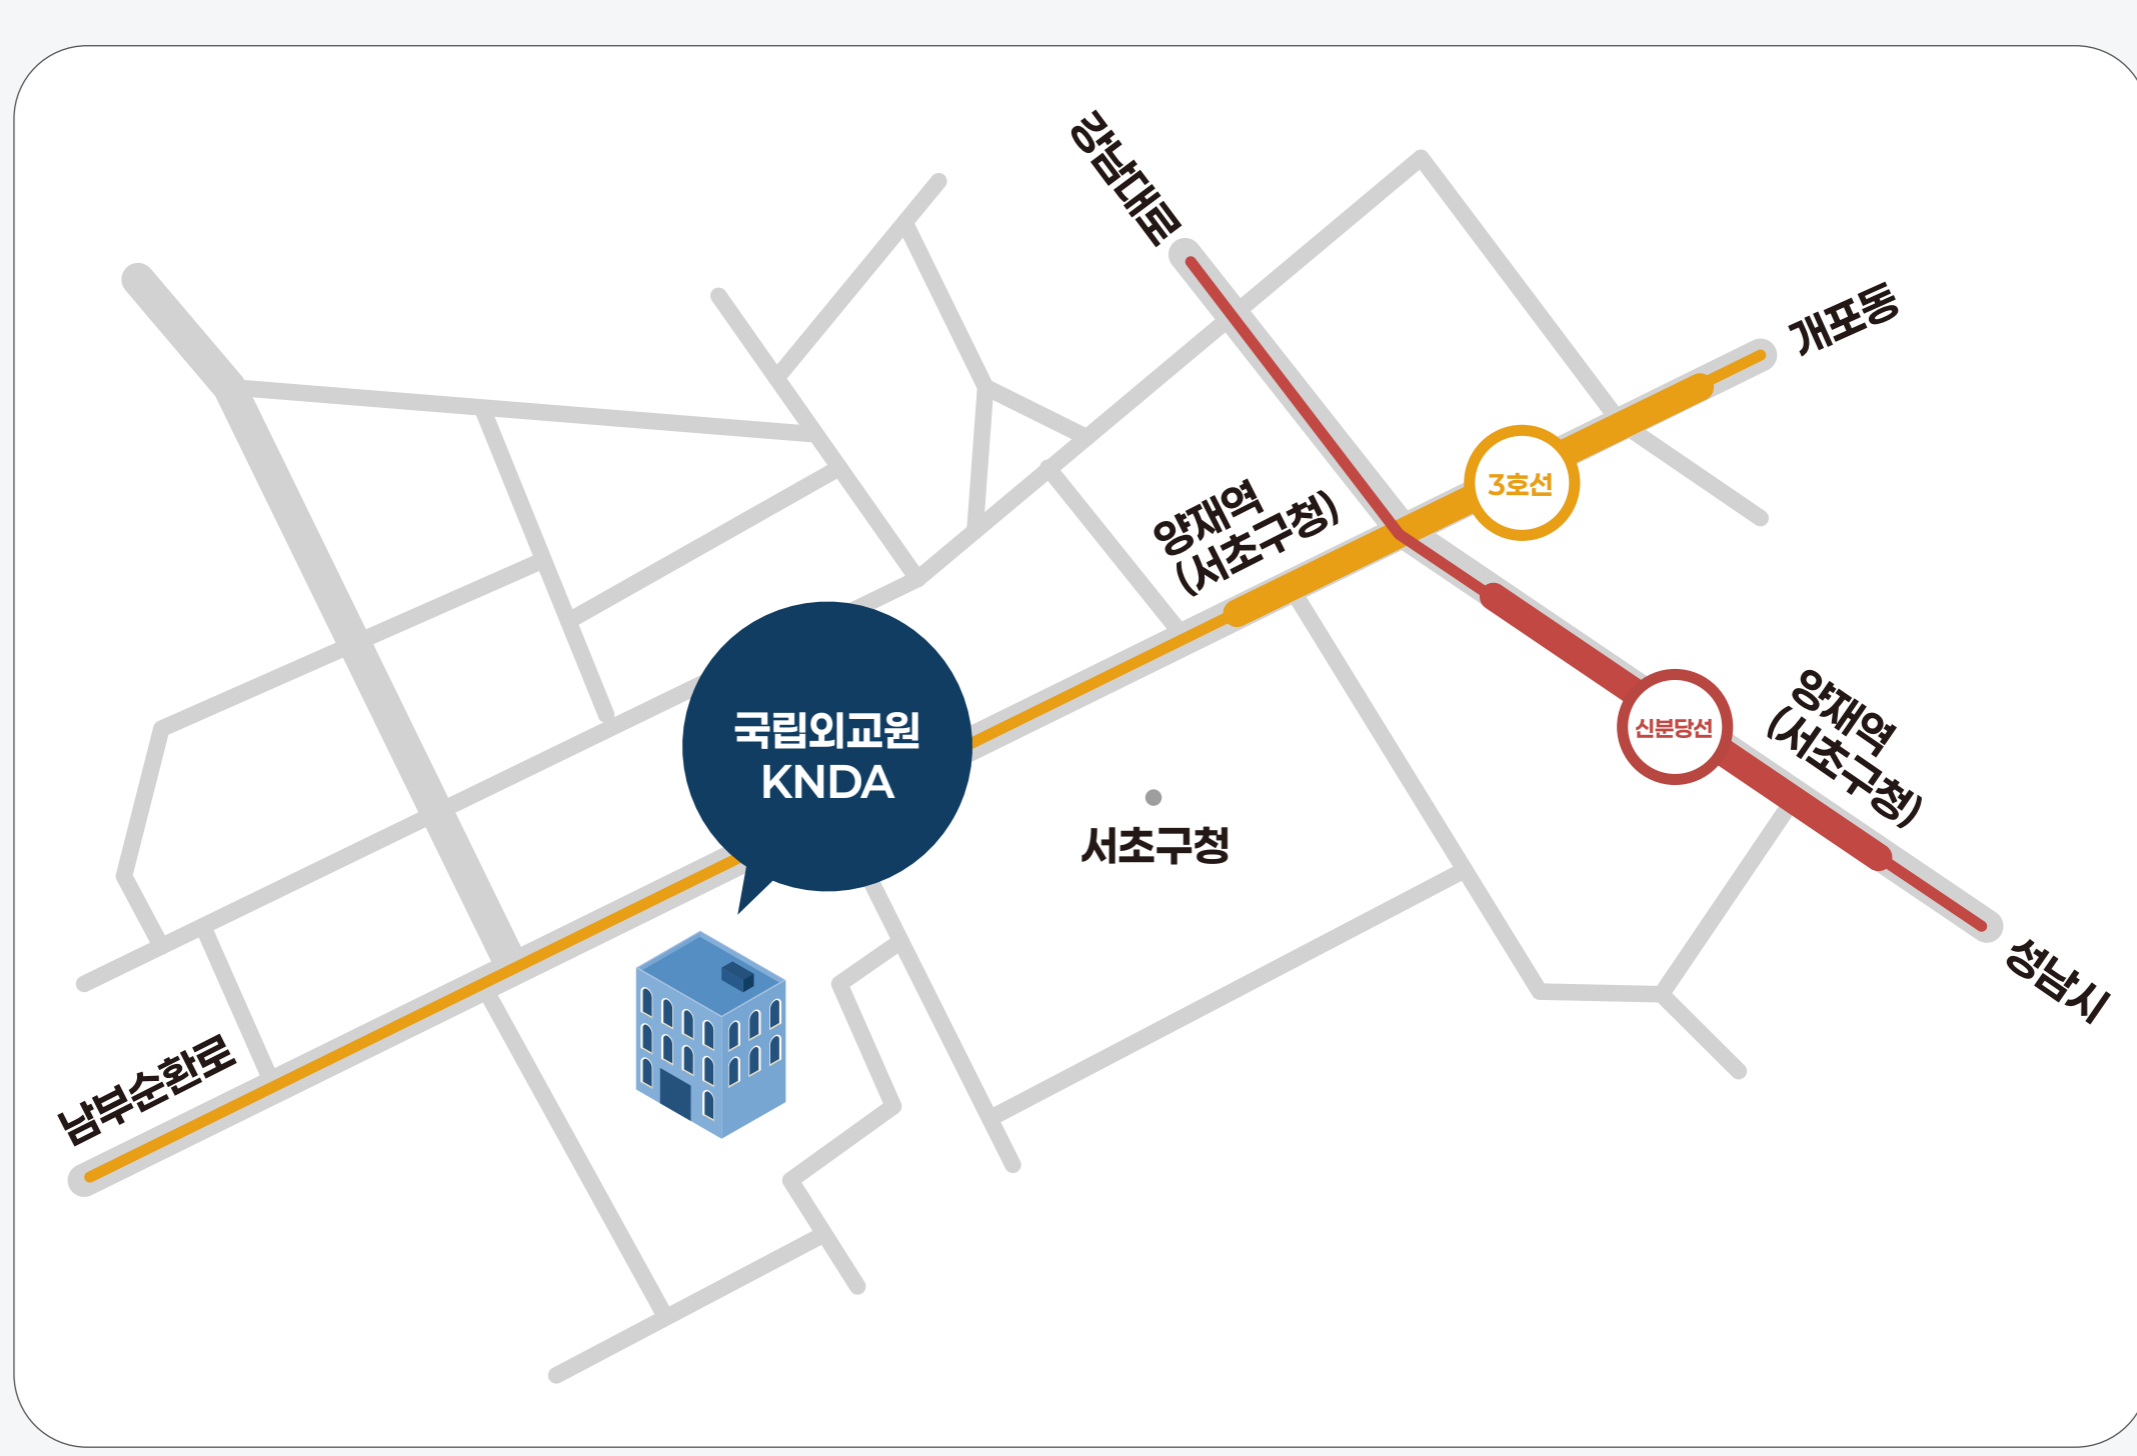 강남대로
개포동
3호선
양재역
(서초구청)
신분당선
양재역
(서초구청)
국립외교원
KNDA
서초구청
성남시
남부순환로